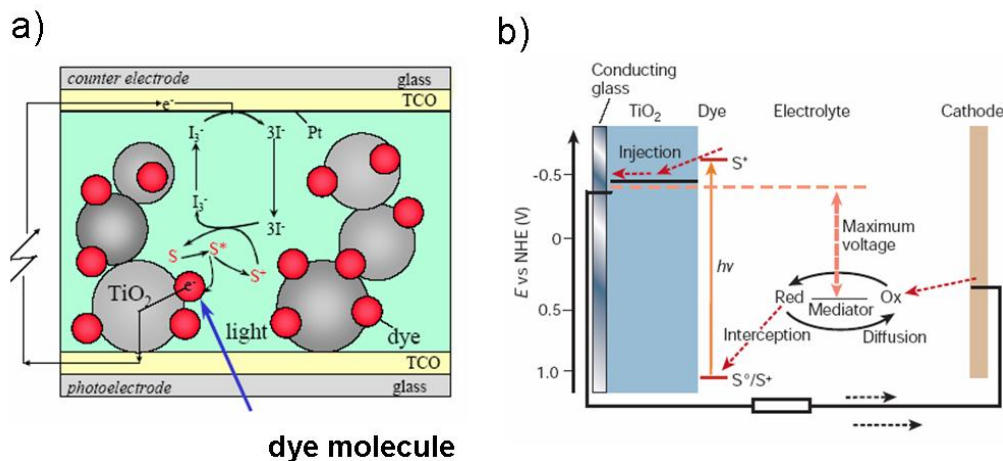 a)
counter electrode
glass
e-
TCO
I3-
3I-
Pt
I3-
3I-
S
S*
S+
TiO2
e-
light
dye
TCO
photoelectrode
glass
dye molecule
b)
Conducting
glass
TiO2
Dye
Electrolyte
Cathode
Injection
S*
-0.5
0
0.5
1.0
E vs NHE (V)
hν
Maximum
voltage
Red
Ox
Mediator
Interception
Diffusion
S°/S+